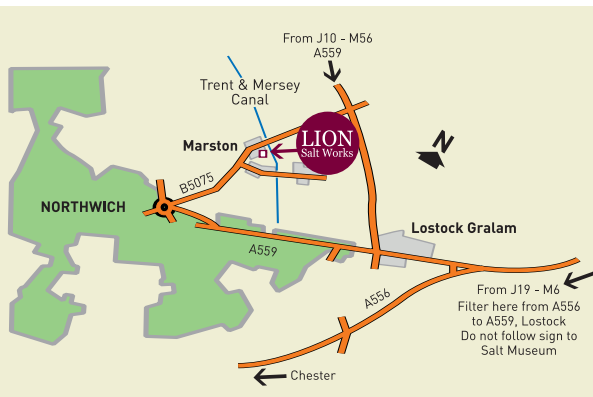 From J10 - M56
A559
Trent & Mersey
Canal
LION
Salt Works
Marston
N
B5075
NORTHWICH
Lostock Gralam
A559
From J19 - M6
Filter here from A556
to A559, Lostock
Do not follow sign to
Salt Museum
A556
Chester